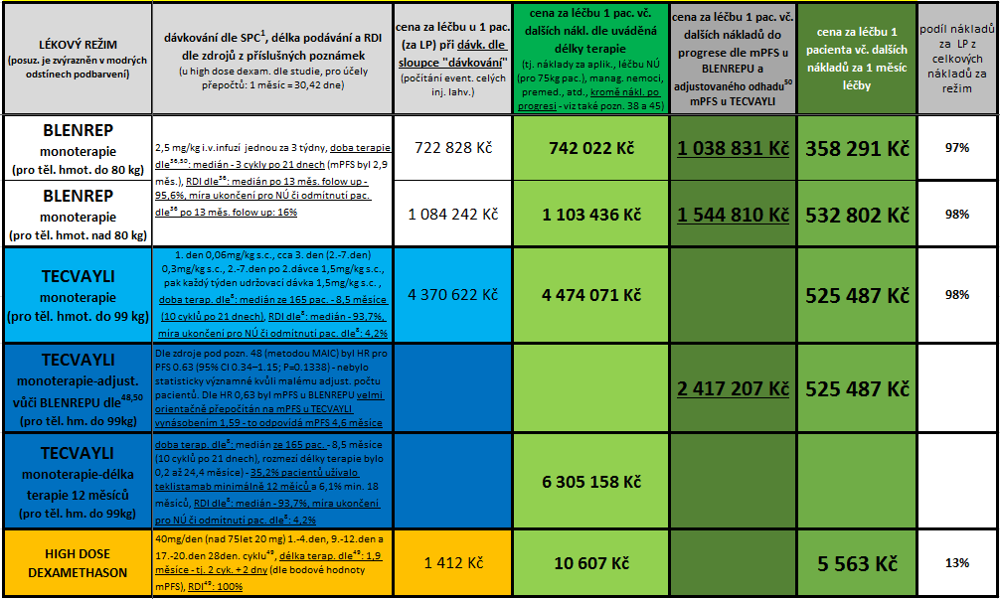 LÉKOVÝ REŽIM
(posuz. je zvýrazněn v modrých
odstínech podbarvení)
dávkování dle SPC¹, délka podávání a RDI
dle zdrojů z příslušných poznámek
(u high dose dexam. dle studie, pro účely
přepočtů: 1 měsíc = 30,42 dne)
cena za léčbu u 1 pac.
(za LP) při dávk. dle
sloupce "dávkování"
(počítání event. celých
inj. lahv.)
cena za léčbu 1 pac. vč.
dalších nákl. dle uváděná
délky terapie
(tj. náklady za aplik., léčbu NÚ
(pro 75kg pac.), manag. nemoci,
premed., atd., kromě nákl. po
progresi - viz také pozn. 38 a 45)
cena za léčbu 1 pac. vč.
dalších nákladů do
progrese dle mPFS u
BLENREPU a
adjustovaného odhadu⁵⁰
mPFS u TECVAYLI
cena za léčbu 1
pacienta vč. dalších
nákladů za 1 měsíc
léčby
podíl nákladů
za LP z
celkových
nákladů za
režim
BLENREP
monoterapie
(pro těl. hmot. do 80 kg)
2,5 mg/kg i.v.infuzí jednou za 3 týdny, doba terapie
dle³⁶,⁵⁰: medián - 3 cykly po 21 dnech (mPFS byl 2,9
měs.), RDI dle³⁶: medián po 13 měs. folow up -
95,6%, míra ukončení pro NÚ či odmítnutí pac.
dle³⁶ po 13 měs. folow up: 16%
722 828 Kč
742 022 Kč
1 038 831 Kč
358 291 Kč
97%
BLENREP
monoterapie
(pro těl. hmot. nad 80 kg)
1 084 242 Kč
1 103 436 Kč
1 544 810 Kč
532 802 Kč
98%
TECVAYLI
monoterapie
(pro těl. hmot. do 99 kg)
1. den 0,06mg/kg s.c., cca 3. den (2.-7.den)
0,3mg/kg s.c., 2.-7.den po 2.dávce 1,5mg/kg s.c.,
pak každý týden udržovací dávka 1,5mg/kg s.c. ,
doba terap. dle⁸: medián ze 165 pac. - 8,5 měsíce
(10 cyklů po 21 dnech), RDI dle⁸: medián - 93,7%,
míra ukončení pro NÚ či odmítnutí pac. dle⁸: 4,2%
4 370 622 Kč
4 474 071 Kč
525 487 Kč
98%
TECVAYLI
monoterapie-adjust.
vůči BLENREPU dle⁴⁸,⁵⁰
(pro těl. hm. do 99kg)
Dle zdroje pod pozn. 48 (metodou MAIC) byl HR pro
PFS 0,63 (95% CI 0.34–1.15; P=0.1338) - nebylo
statisticky významné kvůli malému adjust. počtu
pacientů. Dle HR 0,63 byl mPFS u BLENREPU velmi
orientačně přepočítán na mPFS u TECVAYLI
vynásobením 1,59 - to odpovídá mPFS 4,6 měsíce
2 417 207 Kč
525 487 Kč
TECVAYLI
monoterapie-délka
terapie 12 měsíců
(pro těl. hm. do 99kg)
doba terap. dle⁸: medián ze 165 pac. - 8,5 měsíce
(10 cyklů po 21 dnech), rozmezí délky terapie bylo
0,2 až 24,4 měsíce) - 35,2% pacientů užívalo
teklistamab minimálně 12 měíců a 6,1% min. 18
měsíců, RDI dle⁸: medián - 93,7%, míra ukončení
pro NÚ či odmítnutí pac. dle⁸: 4,2%
6 305 158 Kč
HIGH DOSE
DEXAMETHASON
40mg/den (nad 75let 20 mg) 1.-4.den, 9.-12.den a
17.-20.den 28den. cyklu⁴⁹, délka terap. dle⁴⁹: 1,9
měsíce - tj. 2 cyk. + 2 dny (dle bodové hodnoty
mPFS), RDI⁴⁹: 100%
1 412 Kč
10 607 Kč
5 563 Kč
13%